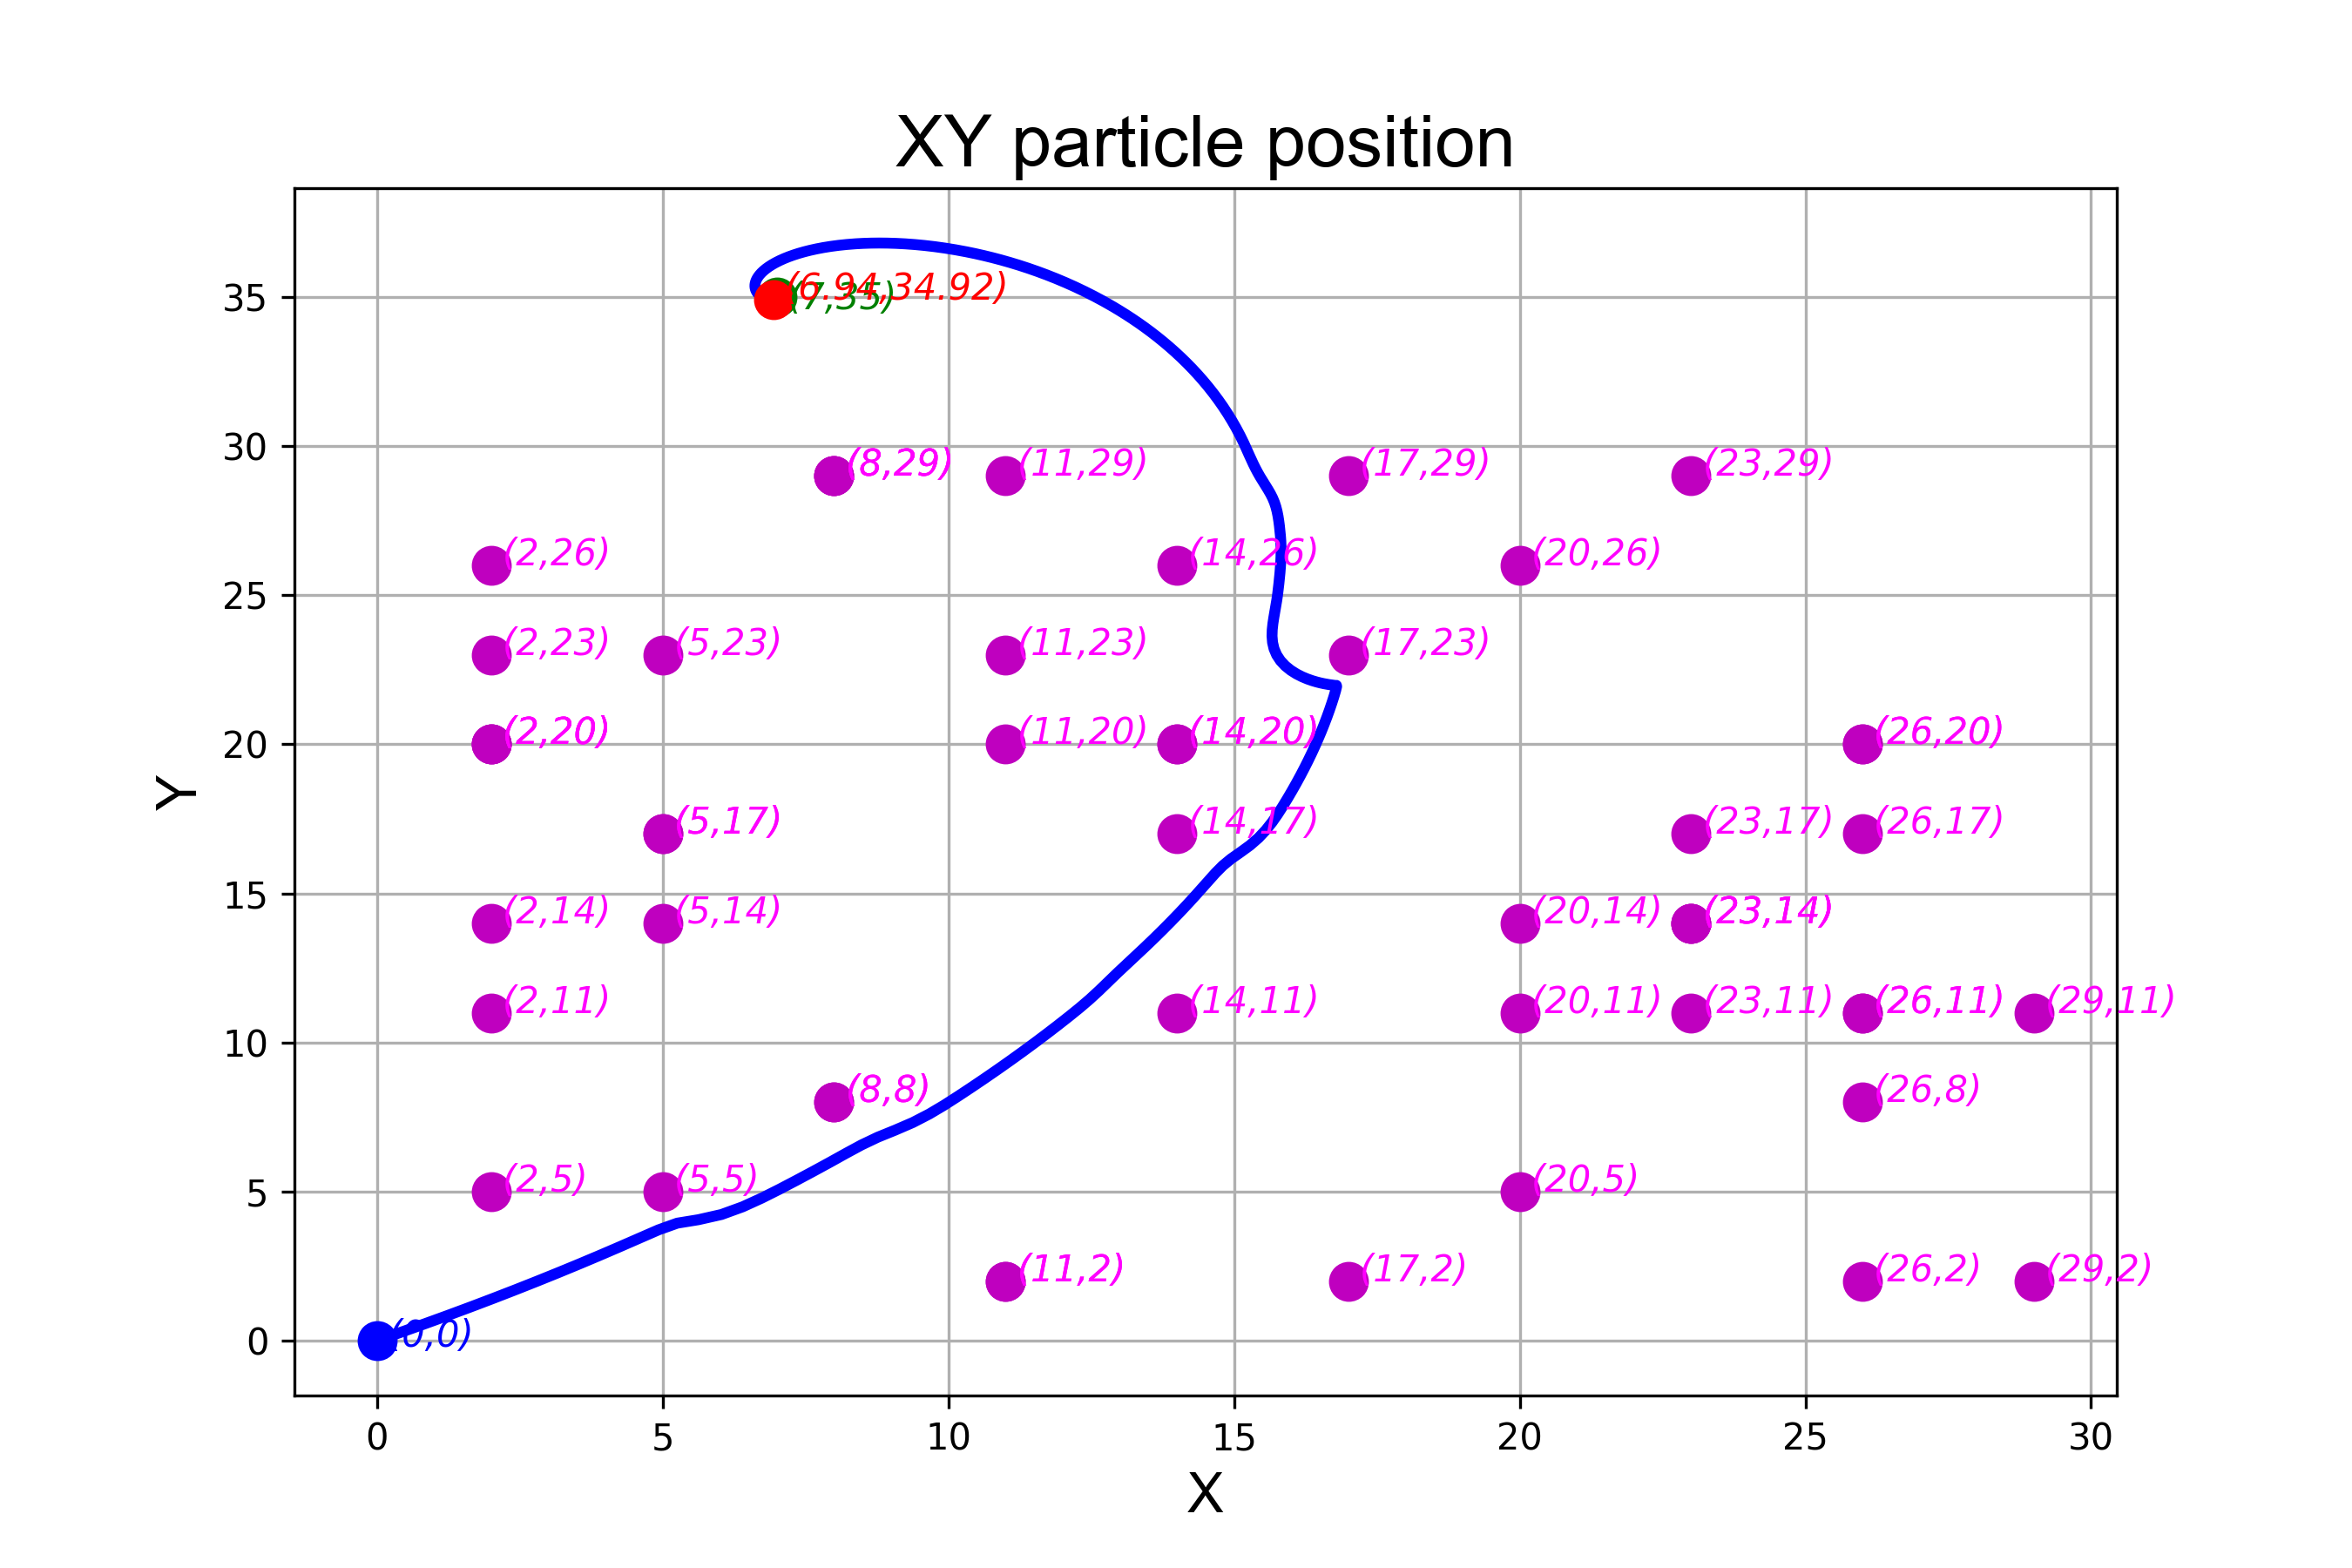 XY particle position
35
(6.94,34.92)
(7,35)
30
(8,29) (11,29) (17,29) (23,29)
(2,26) (14,26) (20,26)
25
(2,23) (5,23) (11,23) (17,23)
20
(2,20) (11,20) (14,20) (26,20)
Y
(5,17) (14,17) (23,17) (26,17)
15
(2,14) (5,14) (20,14) (23,14)
(2,11) (14,11) (20,11) (23,11) (26,11) (29,11)
10
(8,8) (26,8)
5
(2,5) (5,5) (20,5)
(11,2) (17,2) (26,2) (29,2)
0
(0,0)
0 5 10 15 20 25 30
X